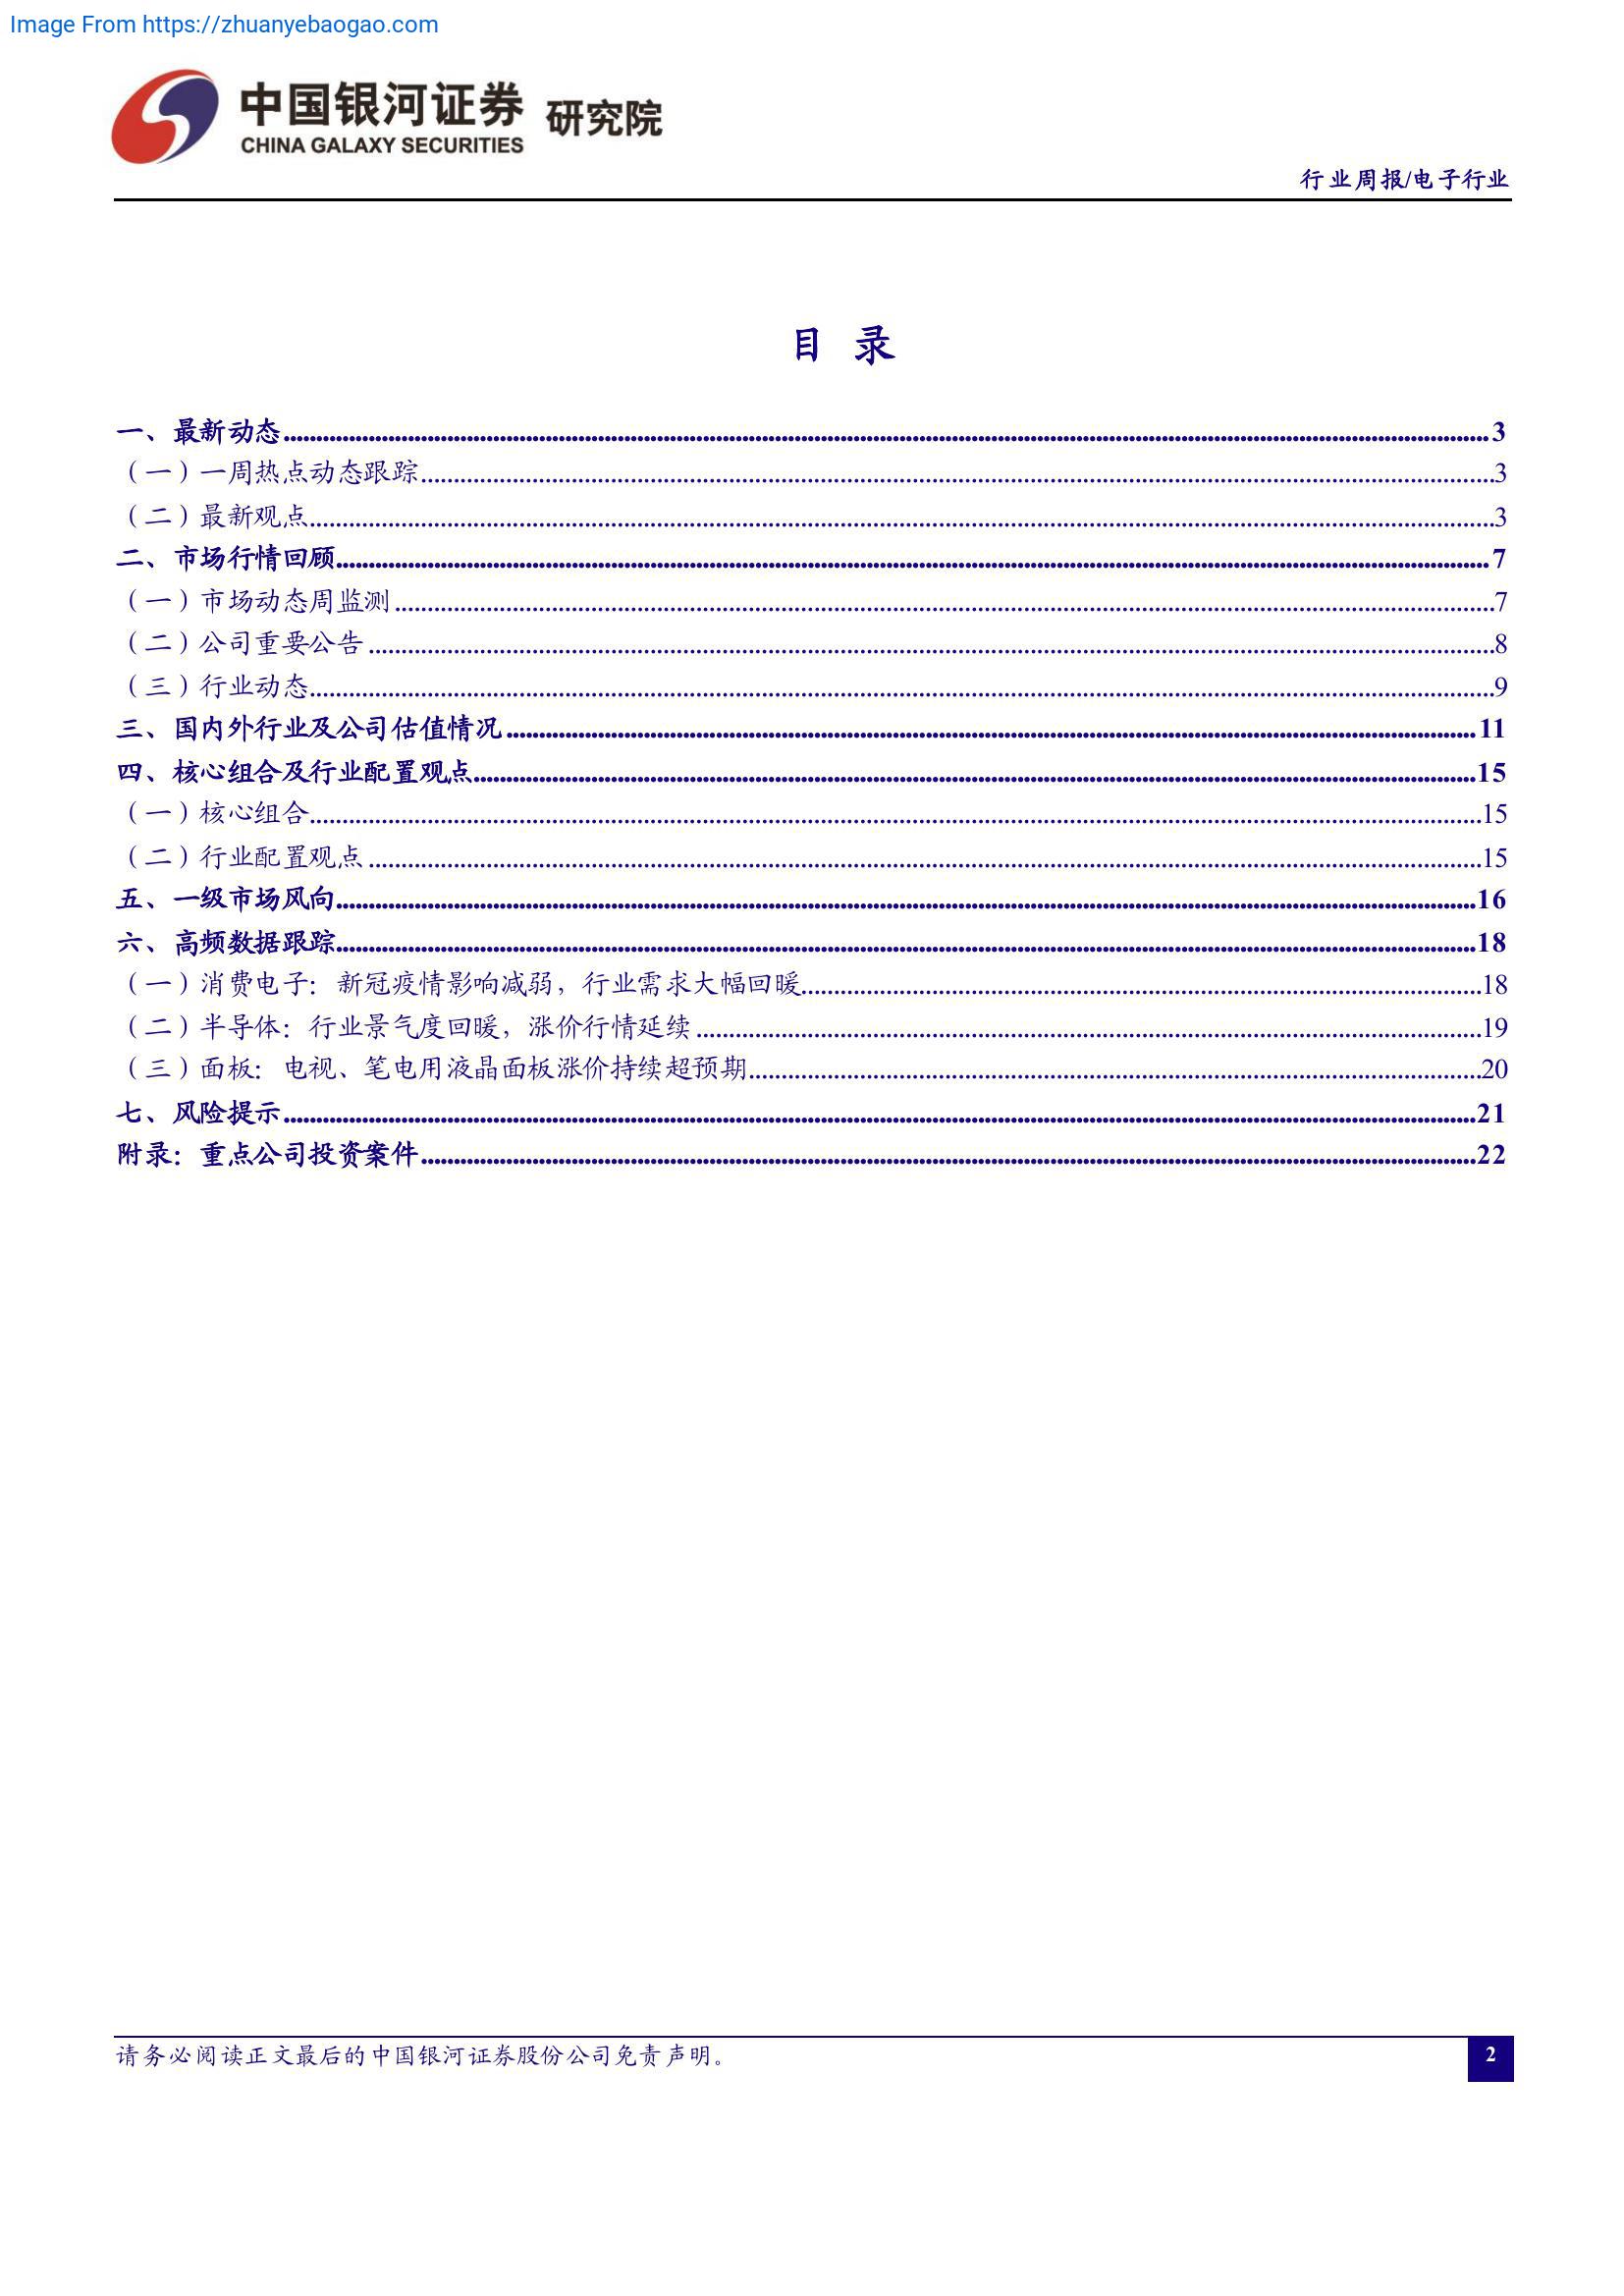 Image From https://zhuanyebaogao.com
中国银河证券 研究院
CHINA GALAXY SECURITIES
行业周报/电子行业
目 录
一、最新动态 3
（一）一周热点动态跟踪 3
（二）最新观点 3
二、市场行情回顾 7
（一）市场动态周监测 7
（二）公司重要公告 8
（三）行业动态 9
三、国内外行业及公司估值情况 11
四、核心组合及行业配置观点 15
（一）核心组合 15
（二）行业配置观点 15
五、一级市场风向 16
六、高频数据跟踪 18
（一）消费电子：新冠疫情影响减弱，行业需求大幅回暖 18
（二）半导体：行业景气度回暖，涨价行情延续 19
（三）面板：电视、笔电用液晶面板涨价持续超预期 20
七、风险提示 21
附录：重点公司投资案件 22
请务必阅读正文最后的中国银河证券股份公司免责声明。
2